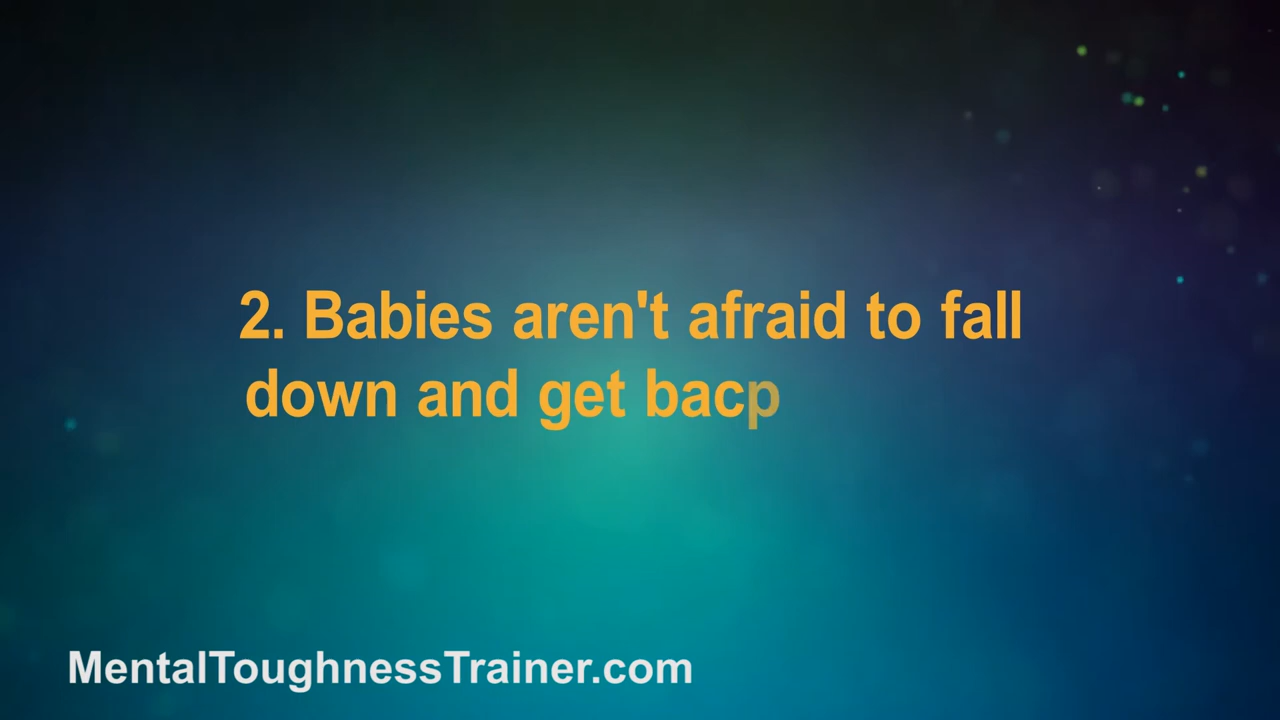 2. Babies aren't afraid to fall
down and get bacp
MentalToughnessTrainer.com